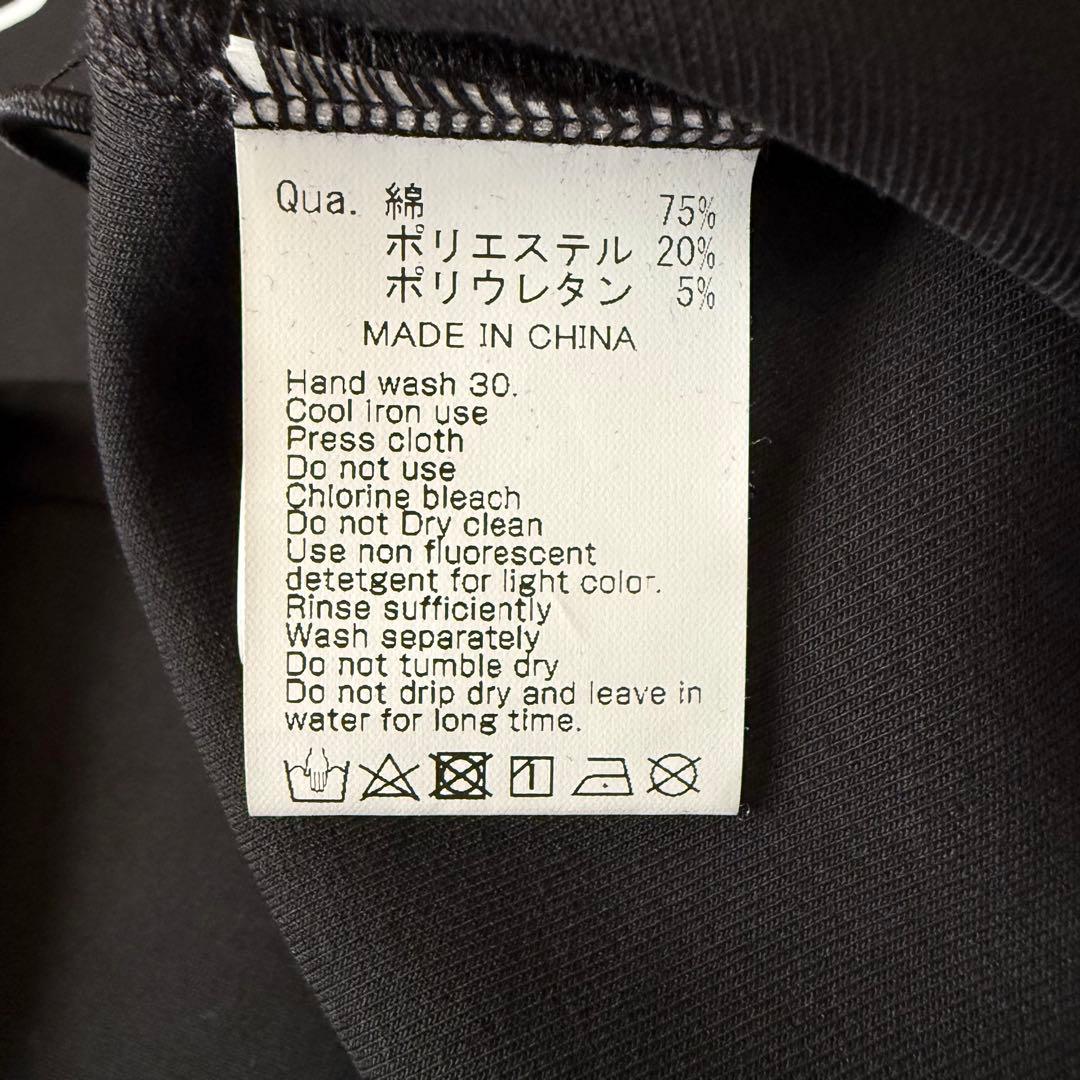 Qua. 綿 75%
ポリエステル 20%
ポリウレタン 5%
MADE IN CHINA
Hand wash 30.
Cool iron use
Press cloth
Do not use
Chlorine bleach
Do not Dry clean
Use non fluorescent
detetgent for light color.
Rinse sufficiently
Wash separately
Do not tumble dry
Do not drip dry and leave in
water for long time.